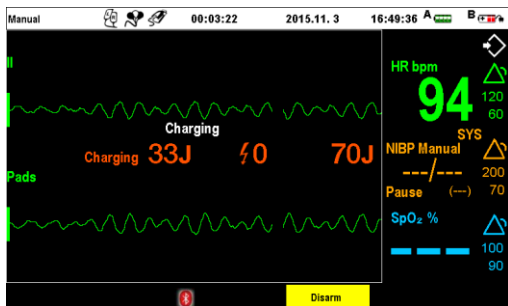 Manual 00:03:22 2015.11. 3 16:49:36 A B
II
HR bpm
94
120
60
Charging
Charging 33J 0 70J
SYS
NIBP Manual
---/---
200
Pause (---) 70
Pads
SpO₂ %
--- 
100
90
Disarm